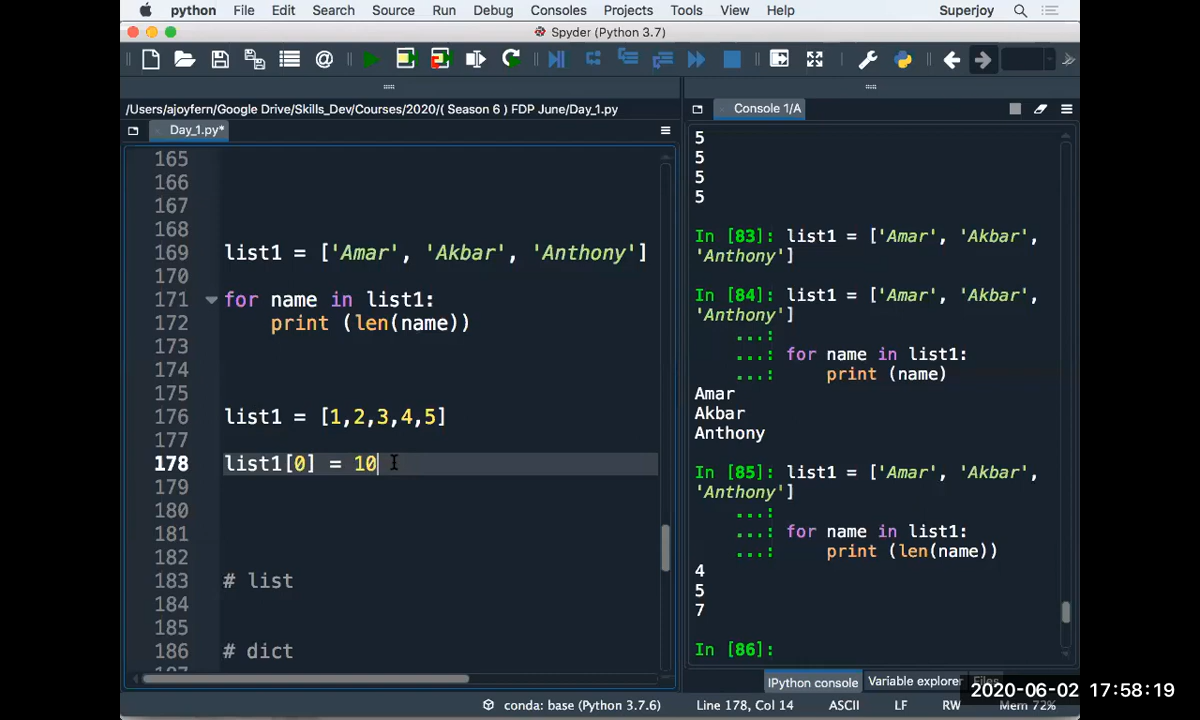 python File Edit Search Source Run Debug Consoles Projects Tools View Help Superjoy
Spyder (Python 3.7)
/Users/ajoyfern/Google Drive/Skills_Dev/Courses/2020/( Season 6 ) FDP June/Day_1.py
Day_1.py*
165
166
167
168
169 list1 = ['Amar', 'Akbar', 'Anthony']
170
171 for name in list1:
172 print (len(name))
173
174
175
176 list1 = [1,2,3,4,5]
177
178 list1[0] = 10
179
180
181
182
183 # list
184
185
186 # dict
187
Console 1/A
5
5
5
5
In [83]: list1 = ['Amar', 'Akbar',
'Anthony']
In [84]: list1 = ['Amar', 'Akbar',
'Anthony']
...:
...: for name in list1:
...: print (name)
Amar
Akbar
Anthony
In [85]: list1 = ['Amar', 'Akbar',
'Anthony']
...:
...: for name in list1:
...: print (len(name))
4
5
7
In [86]:
IPython console Variable explorer Files
conda: base (Python 3.7.6) Line 178, Col 14 ASCII LF RW Mem 72%
2020-06-02 17:58:19